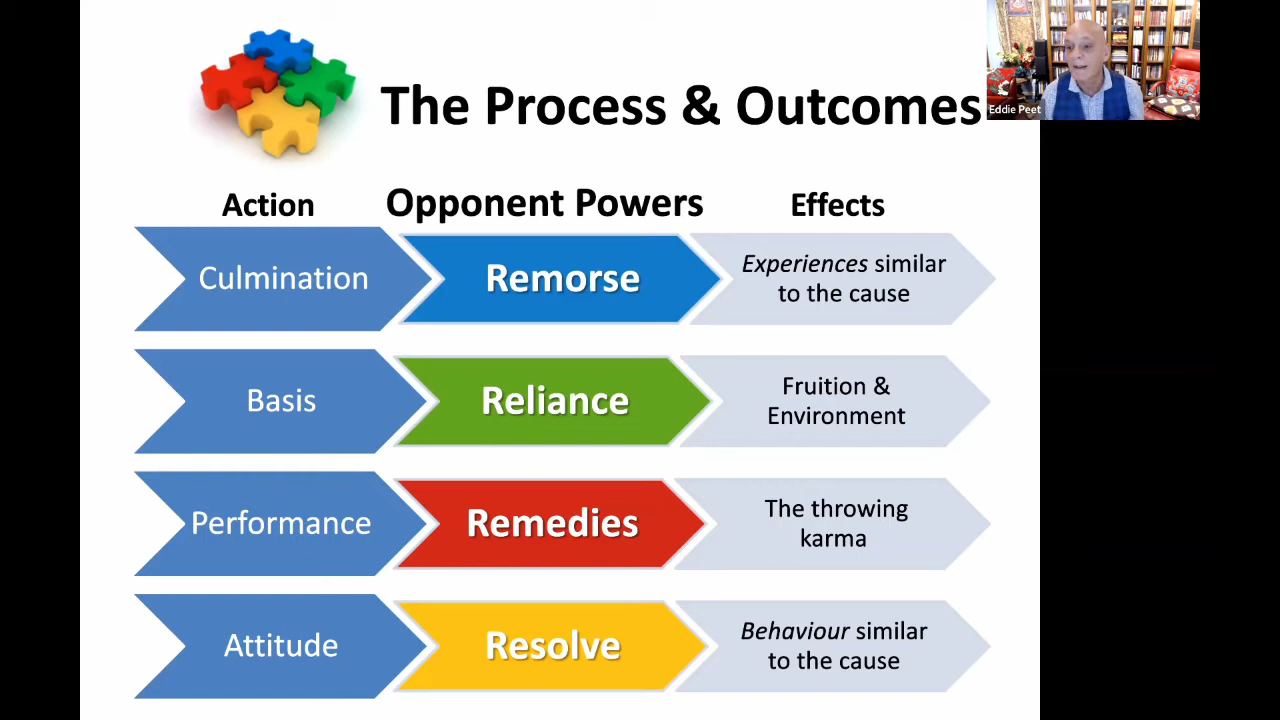 The Process & Outcomes
Eddie Peet
Action
Opponent Powers
Effects
Culmination
Remorse
Experiences similar
to the cause
Basis
Reliance
Fruition &
Environment
Performance
Remedies
The throwing
karma
Attitude
Resolve
Behaviour similar
to the cause